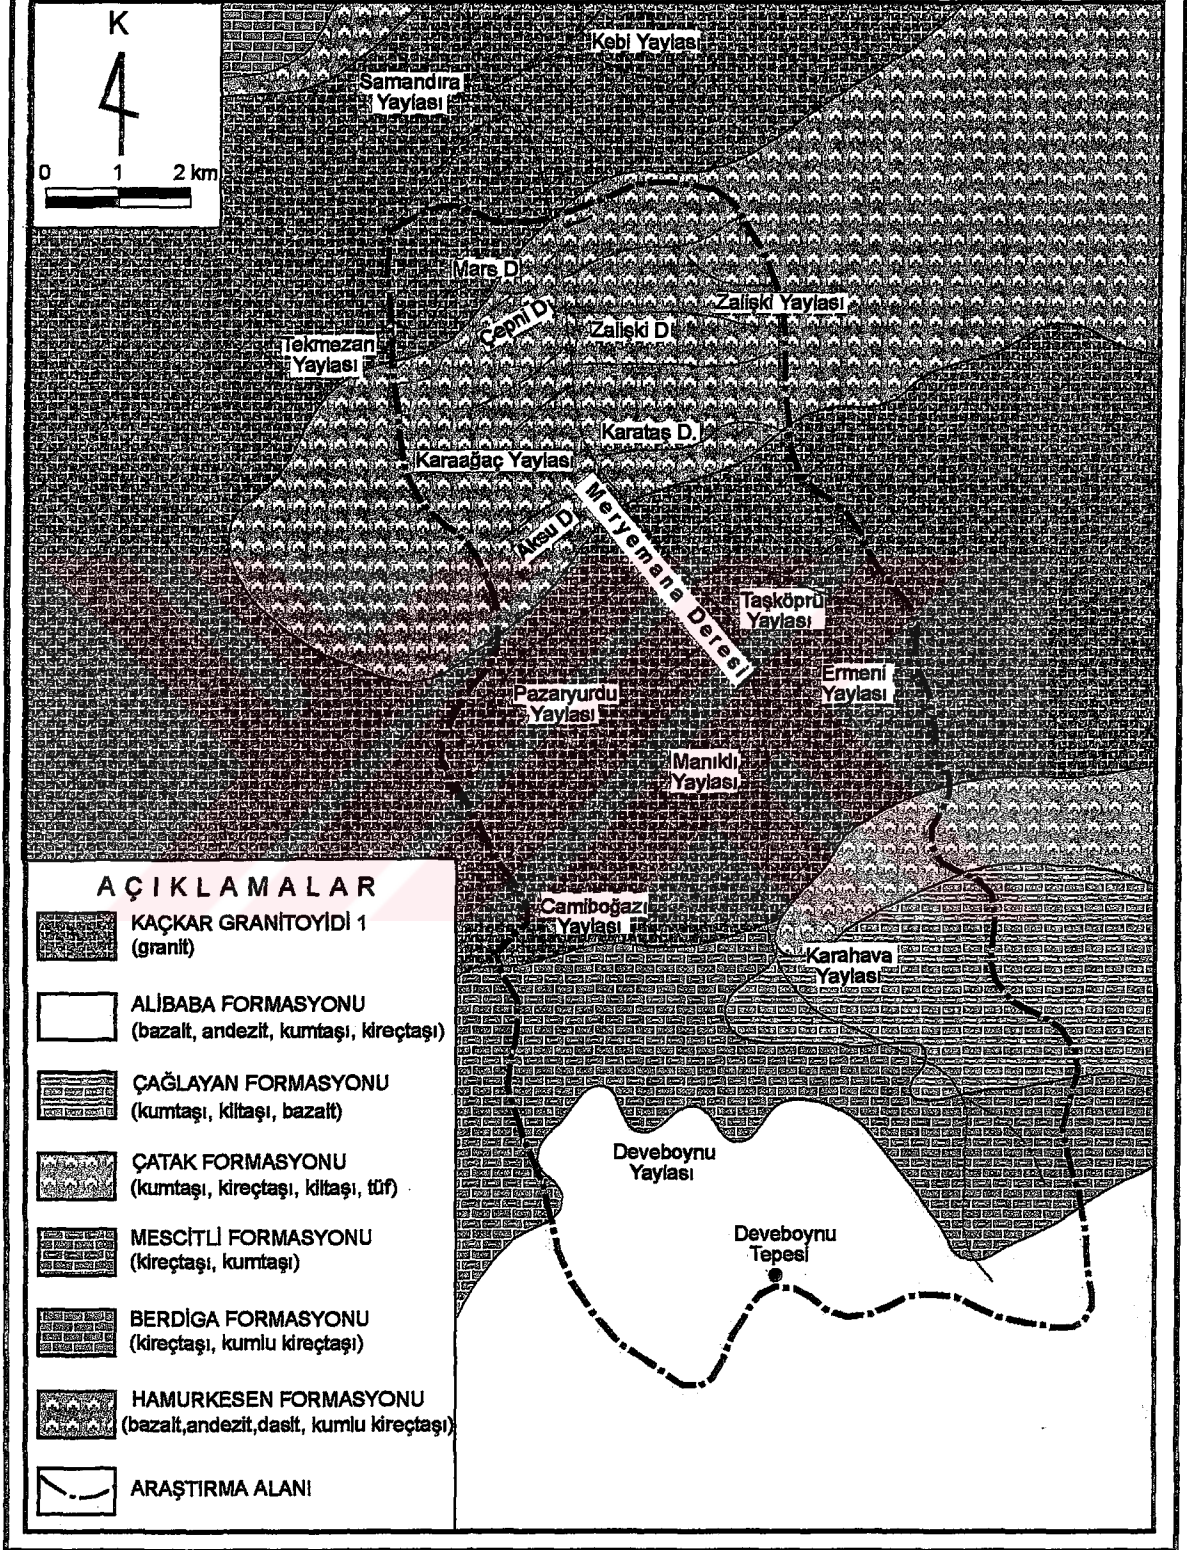 K
0 1 2 km
Kebi Yaylası
Samandıra
Yaylası
Mars D
Çepni D
Zalişki Yaylası
Zalişki D
Tekmezan
Yaylası
Karataş D.
Karaağaç Yaylası
Aksu D
Meryemana Deresi
Taşköprü
Yaylası
Ermeni
Yaylası
Pazaryurdu
Yaylası
Manıklı
Yaylası
Camiboğazı
Yaylası
Karahava
Yaylası
Deveboynu
Yaylası
Deveboynu
Tepesi
AÇIKLAMALAR
KAÇKAR GRANİTOYİDİ 1
(granit)
ALİBABA FORMASYONU
(bazalt, andezit, kumtaşı, kireçtaşı)
ÇAĞLAYAN FORMASYONU
(kumtaşı, kiltaşı, bazalt)
ÇATAK FORMASYONU
(kumtaşı, kireçtaşı, kiltaşı, tüf)
MESCİTLİ FORMASYONU
(kireçtaşı, kumtaşı)
BERDİGA FORMASYONU
(kireçtaşı, kumlu kireçtaşı)
HAMURKESEN FORMASYONU
(bazalt,andezit,dasit, kumlu kireçtaşı)
ARAŞTIRMA ALANI